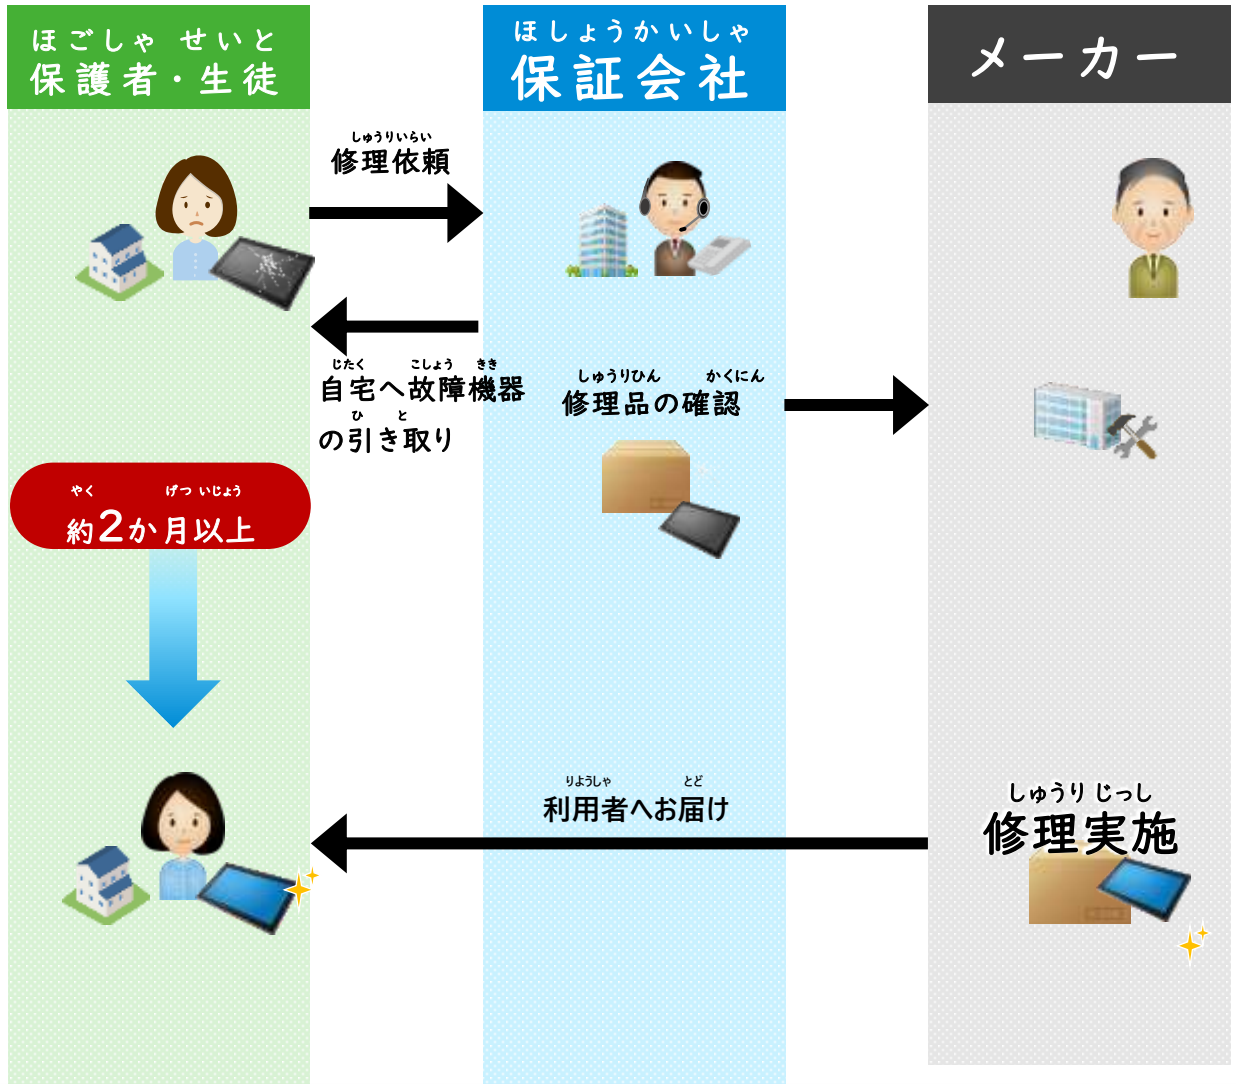 ほごしゃ せいと
保護者・生徒
ほしょうかいしゃ
保証会社
メーカー
しゅうりいらい
修理依頼
じたく こしょう きき
自宅へ故障機器
ひ と
の引き取り
しゅうりひん かくにん
修理品の確認
やく げつ いじょう
約2か月以上
りようしゃ とど
利用者へお届け
しゅうり じっし
修理実施